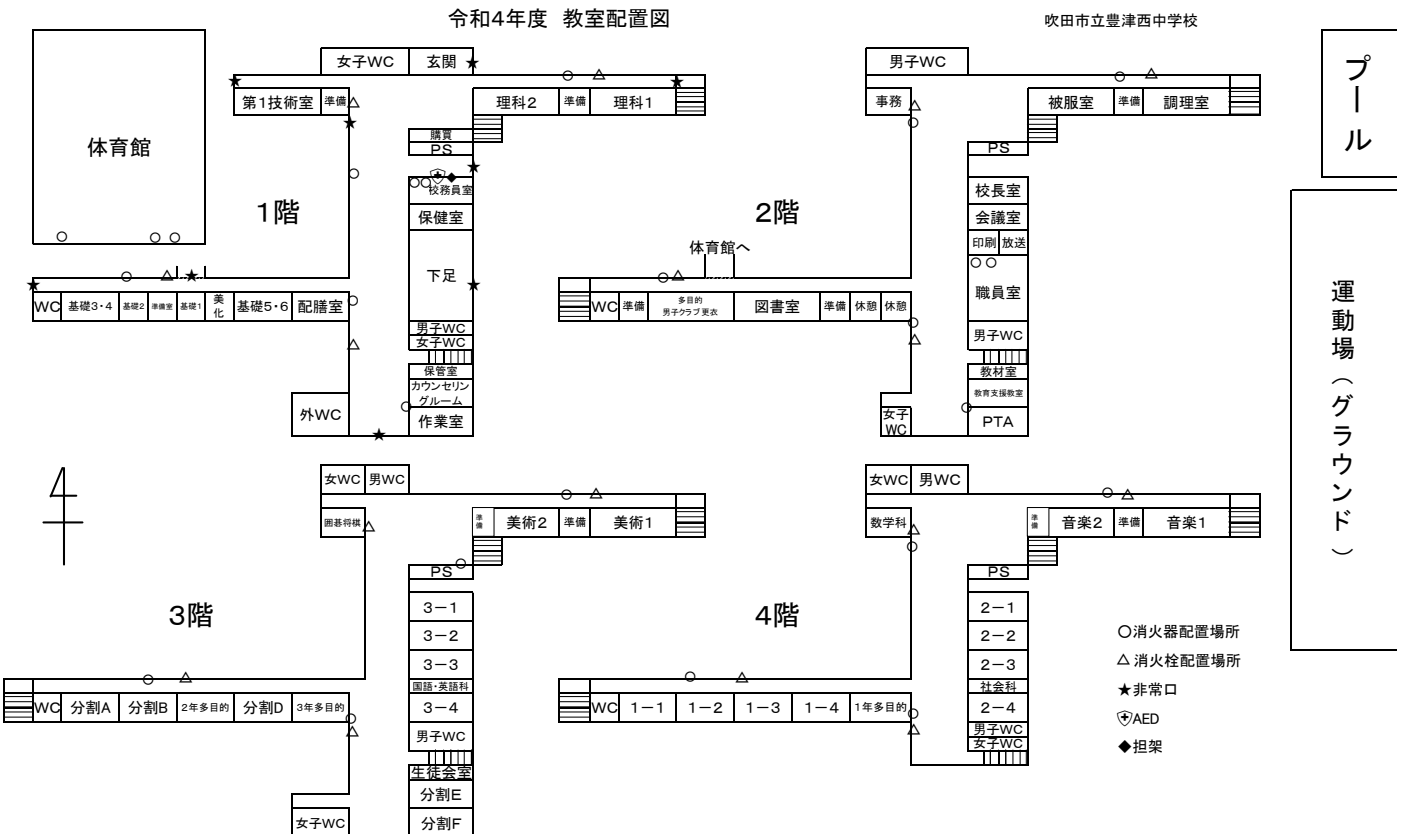 令和4年度 教室配置図
吹田市立豊津西中学校
プール
運動場（グラウンド）
体育館
1階
女子WC
玄関
第1技術室
準備
理科2
準備
理科1
購買
PS
校務員室
保健室
下足
WC
基礎3・4
基礎2
準備室
基礎1
美化
基礎5・6
配膳室
男子WC
女子WC
保管室
カウンセリン
グルーム
作業室
外WC
2階
男子WC
事務
被服室
準備
調理室
PS
校長室
会議室
印刷
放送
職員室
体育館へ
WC
準備
多目的
男子クラブ更衣
図書室
準備
休憩
休憩
男子WC
教材室
教育支援教室
女子
WC
PTA
3階
女WC
男WC
囲碁将棋
準備
美術2
準備
美術1
PS
3－1
3－2
3－3
国語・英語科
3－4
WC
分割A
分割B
2年多目的
分割D
3年多目的
男子WC
生徒会室
分割E
分割F
女子WC
4階
女WC
男WC
数学科
準備
音楽2
準備
音楽1
PS
2－1
2－2
2－3
社会科
2－4
WC
1－1
1－2
1－3
1－4
1年多目的
男子WC
女子WC
○消火器配置場所
△消火栓配置場所
★非常口
AED
◆担架